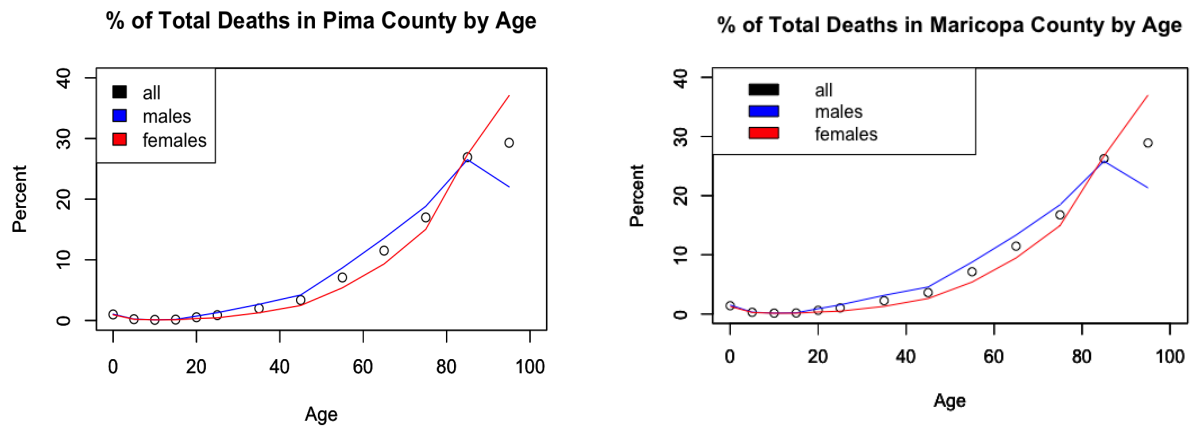 % of Total Deaths in Pima County by Age
all
males
females
Percent
0
10
20
30
40
0 20 40 60 80 100
Age
% of Total Deaths in Maricopa County by Age
all
males
females
Percent
0
10
20
30
40
0 20 40 60 80 100
Age